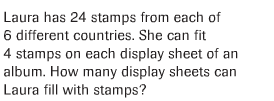 Laura has 24 stamps from each of
6 different countries. She can fit
4 stamps on each display sheet of an
album. How many display sheets can
Laura fill with stamps?